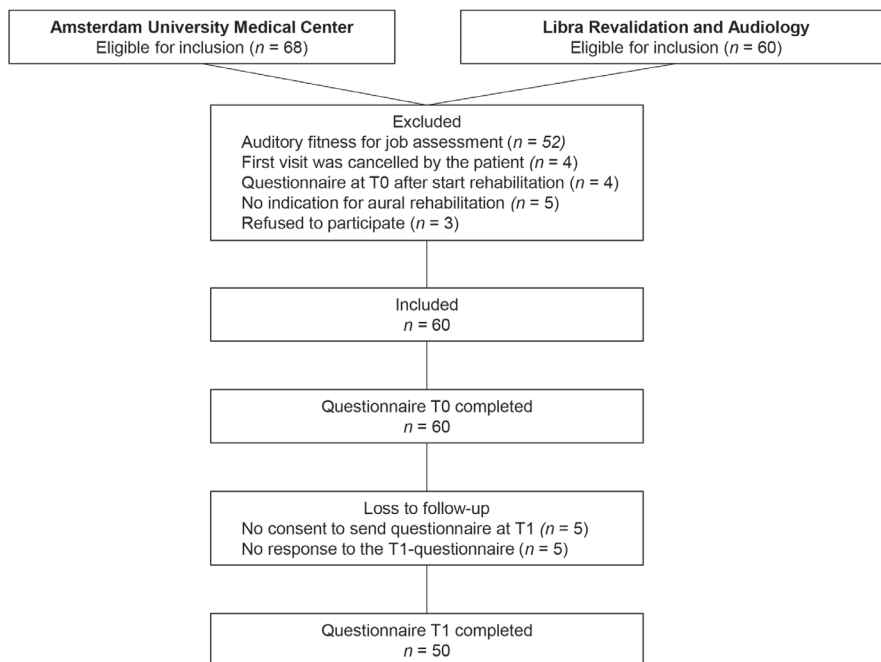 Amsterdam University Medical Center
Eligible for inclusion (n = 68)
Libra Revalidation and Audiology
Eligible for inclusion (n = 60)
Excluded
Auditory fitness for job assessment (n = 52)
First visit was cancelled by the patient (n = 4)
Questionnaire at T0 after start rehabilitation (n = 4)
No indication for aural rehabilitation (n = 5)
Refused to participate (n = 3)
Included
n = 60
Questionnaire T0 completed
n = 60
Loss to follow-up
No consent to send questionnaire at T1 (n = 5)
No response to the T1-questionnaire (n = 5)
Questionnaire T1 completed
n = 50